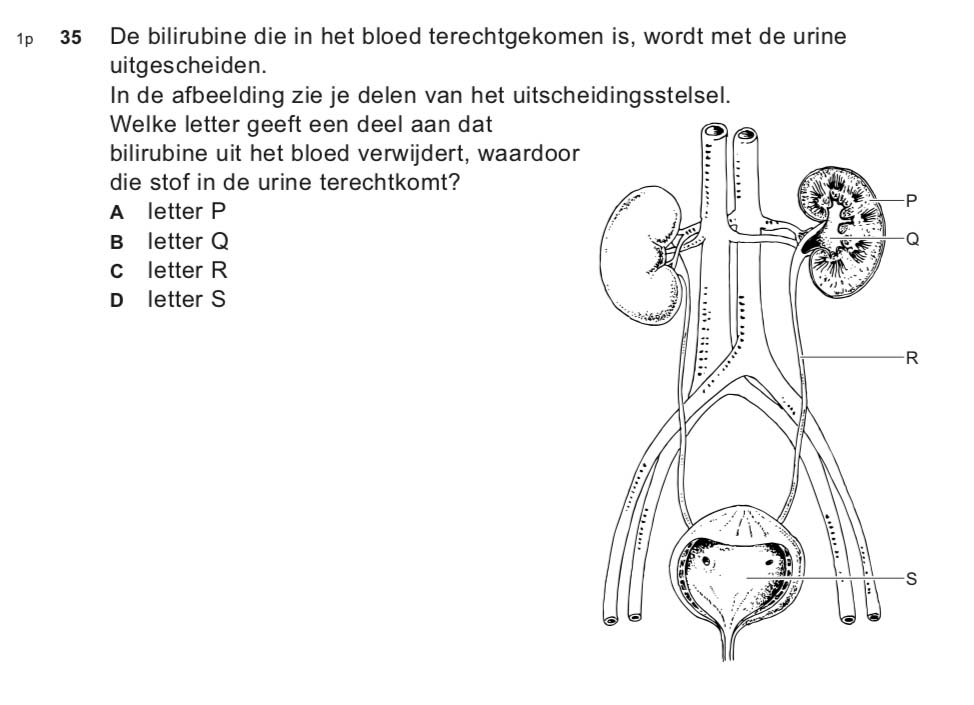 1p 35 De bilirubine die in het bloed terechtgekomen is, wordt met de urine
uitgescheiden.
In de afbeelding zie je delen van het uitscheidingsstelsel.
Welke letter geeft een deel aan dat
bilirubine uit het bloed verwijdert, waardoor
die stof in de urine terechtkomt?
A letter P
B letter Q
C letter R
D letter S
P
Q
R
S